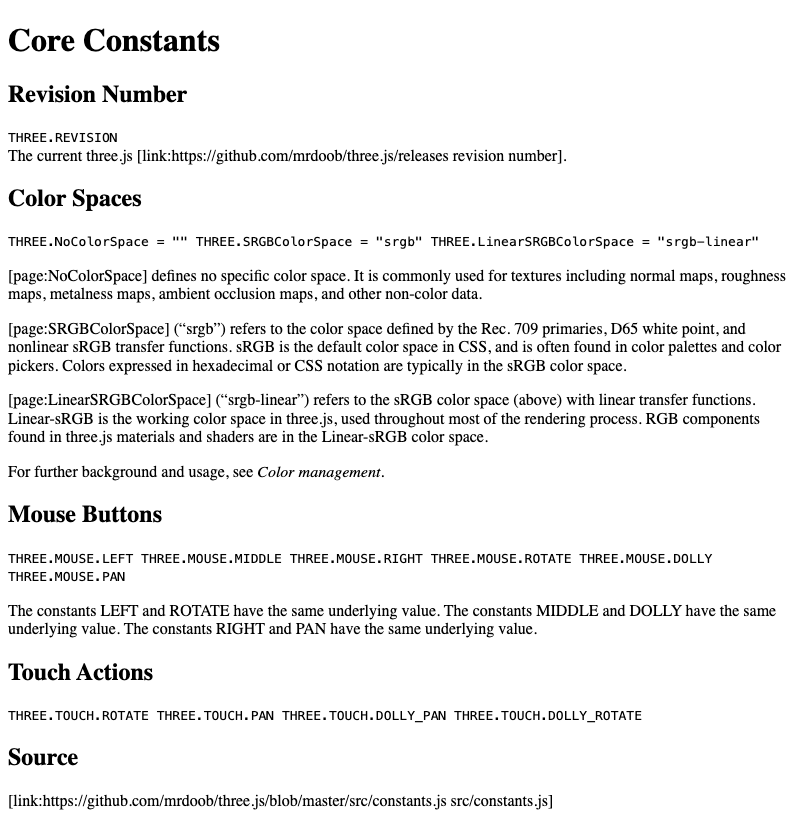 Core Constants
Revision Number
THREE.REVISION
The current three.js [link:https://github.com/mrdoob/three.js/releases revision number].
Color Spaces
THREE.NoColorSpace = "" THREE.SRGBColorSpace = "srgb" THREE.LinearSRGBColorSpace = "srgb-linear"
[page:NoColorSpace] defines no specific color space. It is commonly used for textures including normal maps, roughness
maps, metalness maps, ambient occlusion maps, and other non-color data.
[page:SRGBColorSpace] (“srgb”) refers to the color space defined by the Rec. 709 primaries, D65 white point, and
nonlinear sRGB transfer functions. sRGB is the default color space in CSS, and is often found in color palettes and color
pickers. Colors expressed in hexadecimal or CSS notation are typically in the sRGB color space.
[page:LinearSRGBColorSpace] (“srgb-linear”) refers to the sRGB color space (above) with linear transfer functions.
Linear-sRGB is the working color space in three.js, used throughout most of the rendering process. RGB components
found in three.js materials and shaders are in the Linear-sRGB color space.
For further background and usage, see Color management.
Mouse Buttons
THREE.MOUSE.LEFT THREE.MOUSE.MIDDLE THREE.MOUSE.RIGHT THREE.MOUSE.ROTATE THREE.MOUSE.DOLLY
THREE.MOUSE.PAN
The constants LEFT and ROTATE have the same underlying value. The constants MIDDLE and DOLLY have the same
underlying value. The constants RIGHT and PAN have the same underlying value.
Touch Actions
THREE.TOUCH.ROTATE THREE.TOUCH.PAN THREE.TOUCH.DOLLY_PAN THREE.TOUCH.DOLLY_ROTATE
Source
[link:https://github.com/mrdoob/three.js/blob/master/src/constants.js src/constants.js]